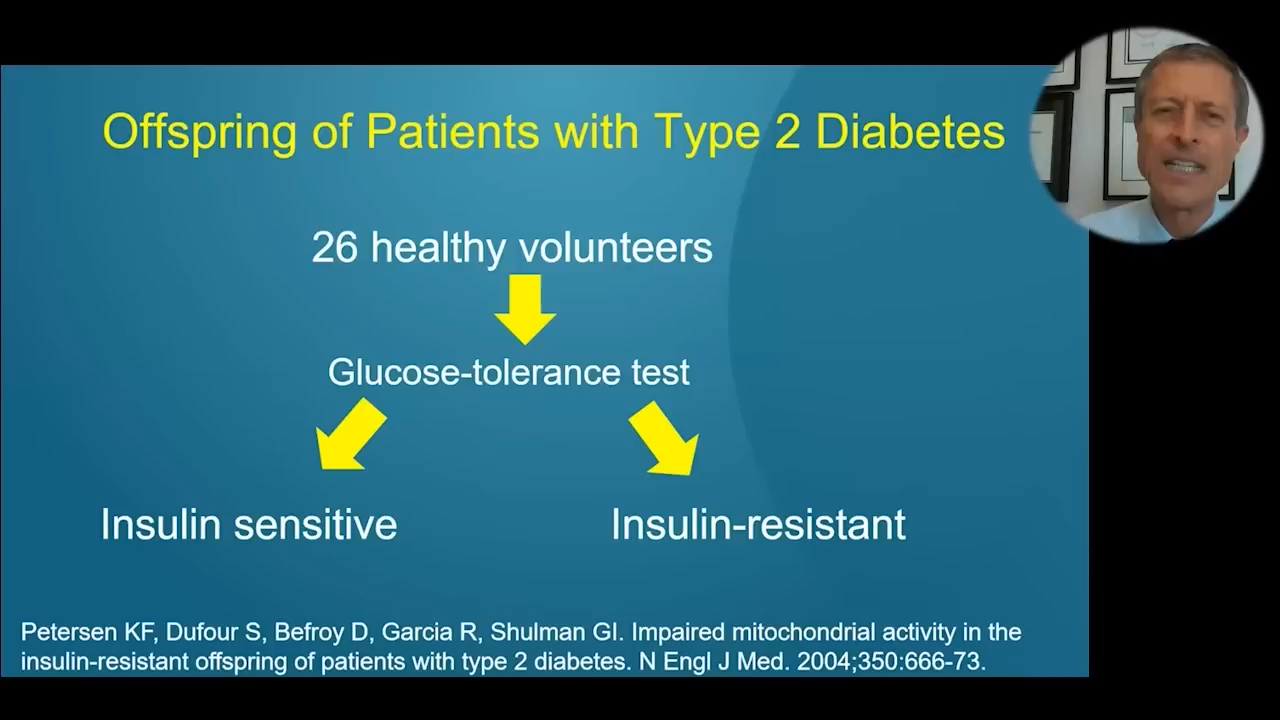 Offspring of Patients with Type 2 Diabetes
26 healthy volunteers
Glucose-tolerance test
Insulin sensitive
Insulin-resistant
Petersen KF, Dufour S, Befroy D, Garcia R, Shulman GI. Impaired mitochondrial activity in the
insulin-resistant offspring of patients with type 2 diabetes. N Engl J Med. 2004;350:666-73.